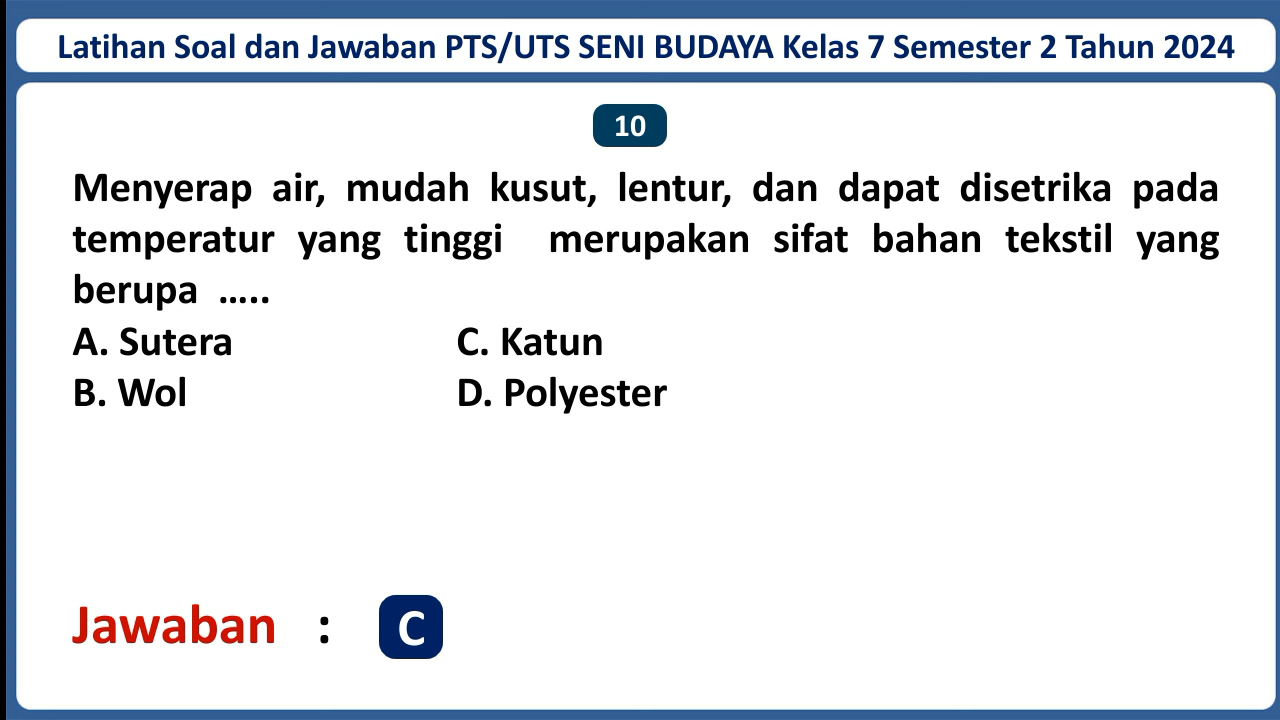 Latihan Soal dan Jawaban PTS/UTS SENI BUDAYA Kelas 7 Semester 2 Tahun 2024
10
Menyerap air, mudah kusut, lentur, dan dapat disetrika pada
temperatur yang tinggi merupakan sifat bahan tekstil yang
berupa .....
A. Sutera C. Katun
B. Wol D. Polyester
Jawaban : C